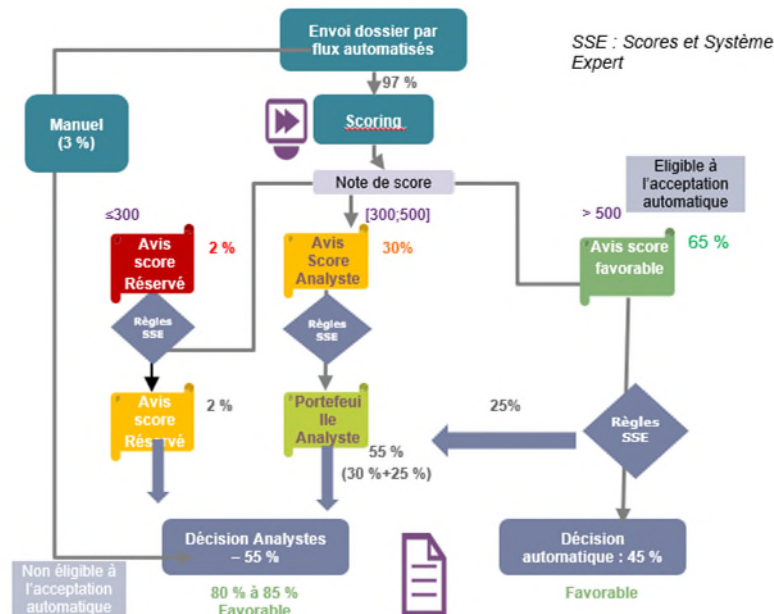 Envoi dossier par
flux automatisés
SSE : Scores et Système
Expert
97 %
Manuel
(3 %)
Scoring
Note de score
Eligible à
l'acceptation
automatique
≤300
[300;500]
> 500
Avis
score
Réservé
2 %
Avis
Score
Analyste
30%
Avis score
favorable
65 %
Règles
SSE
Règles
SSE
Avis
score
Réservé
2 %
Portefeui
lle
Analyste
25%
Règles
SSE
55 %
(30 %+25 %)
Décision Analystes
– 55 %
Décision
automatique : 45 %
Non éligible à
l'acceptation
automatique
80 % à 85 %
Favorable
Favorable